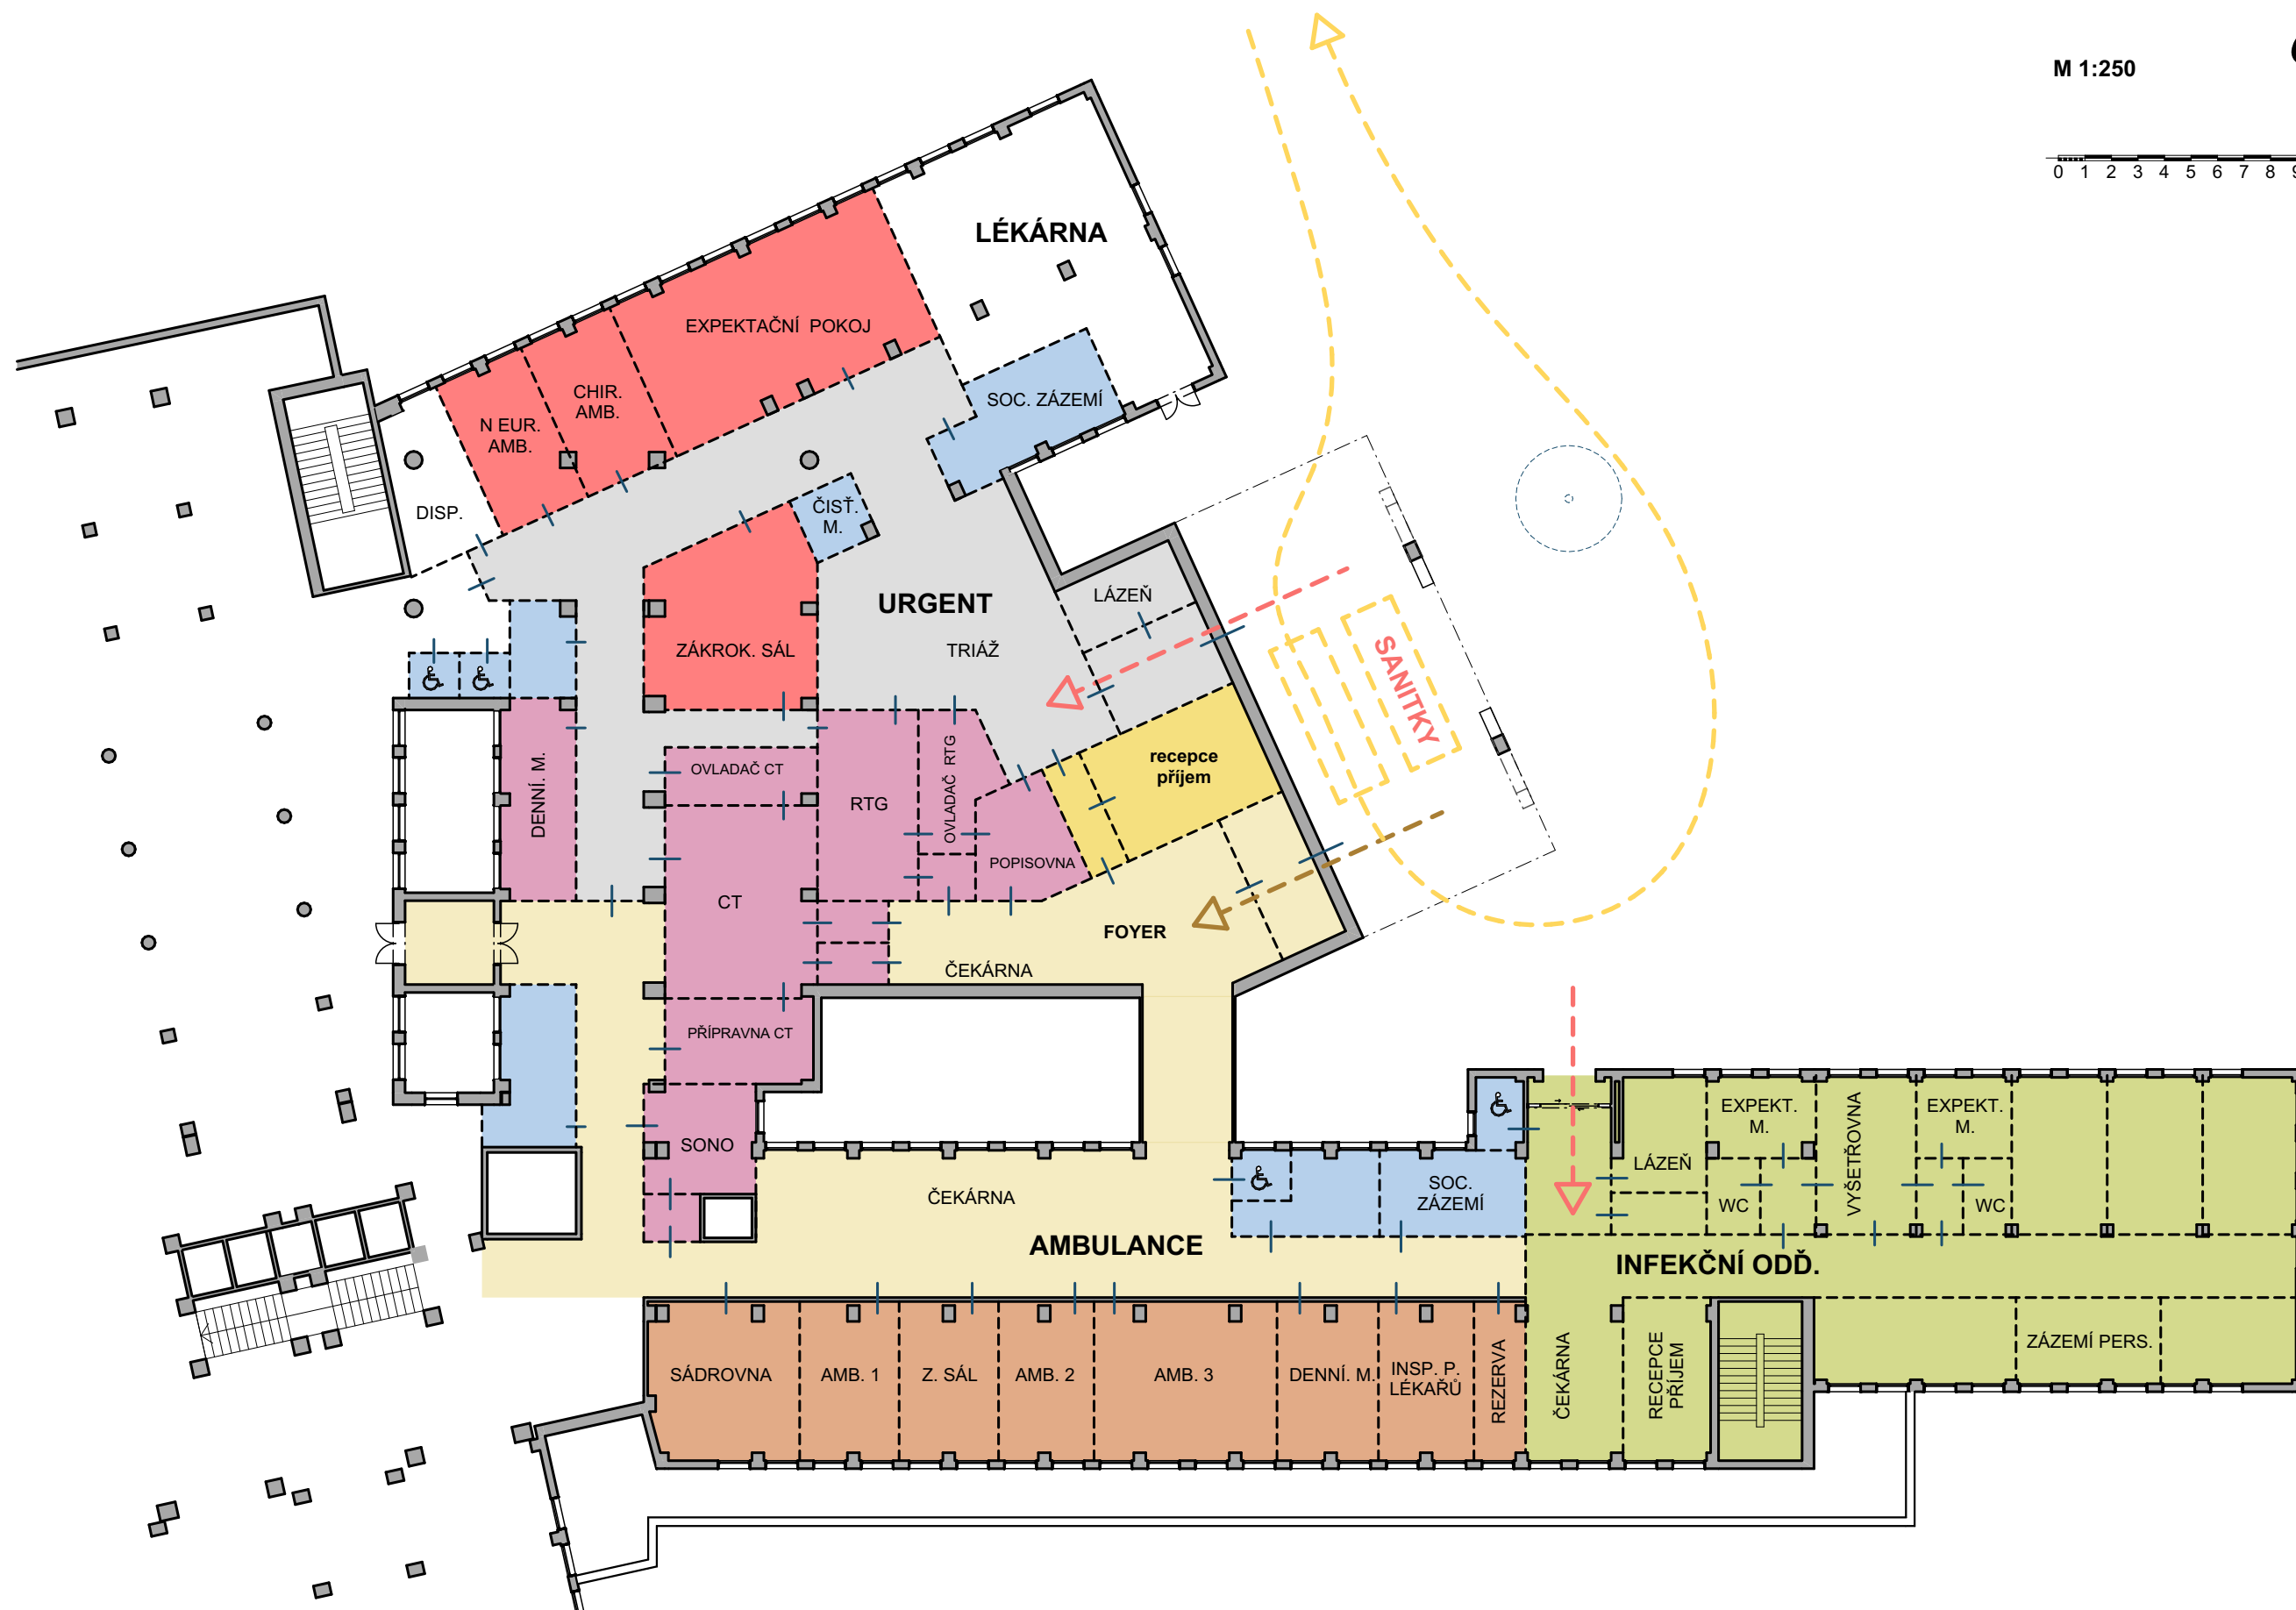 M 1:250
0 1 2 3 4 5 6 7 8 9
LÉKÁRNA
EXPEKTAČNÍ POKOJ
CHIR.
AMB.
N EUR.
AMB.
SOC. ZÁZEMÍ
DISP.
ČISŤ.
M.
URGENT
LÁZEŇ
ZÁKROK. SÁL
TRIÁŽ
SANITKY
recepce
příjem
OVLADAČ CT
OVLADAČ RTG
DENNÍ. M.
RTG
POPISOVNA
CT
FOYER
ČEKÁRNA
PŘÍPRAVNA CT
SONO
ČEKÁRNA
SOC.
ZÁZEMÍ
AMBULANCE
EXPEKT.
M.
VYŠETŘOVNA
EXPEKT.
M.
LÁZEŇ
WC
WC
INFEKČNÍ ODĎ.
SÁDROVNA
AMB. 1
Z. SÁL
AMB. 2
AMB. 3
DENNÍ. M.
INSP. P.
LÉKAŘŮ
REZERVA
ČEKÁRNA
RECEPCE
PŘÍJEM
ZÁZEMÍ PERS.